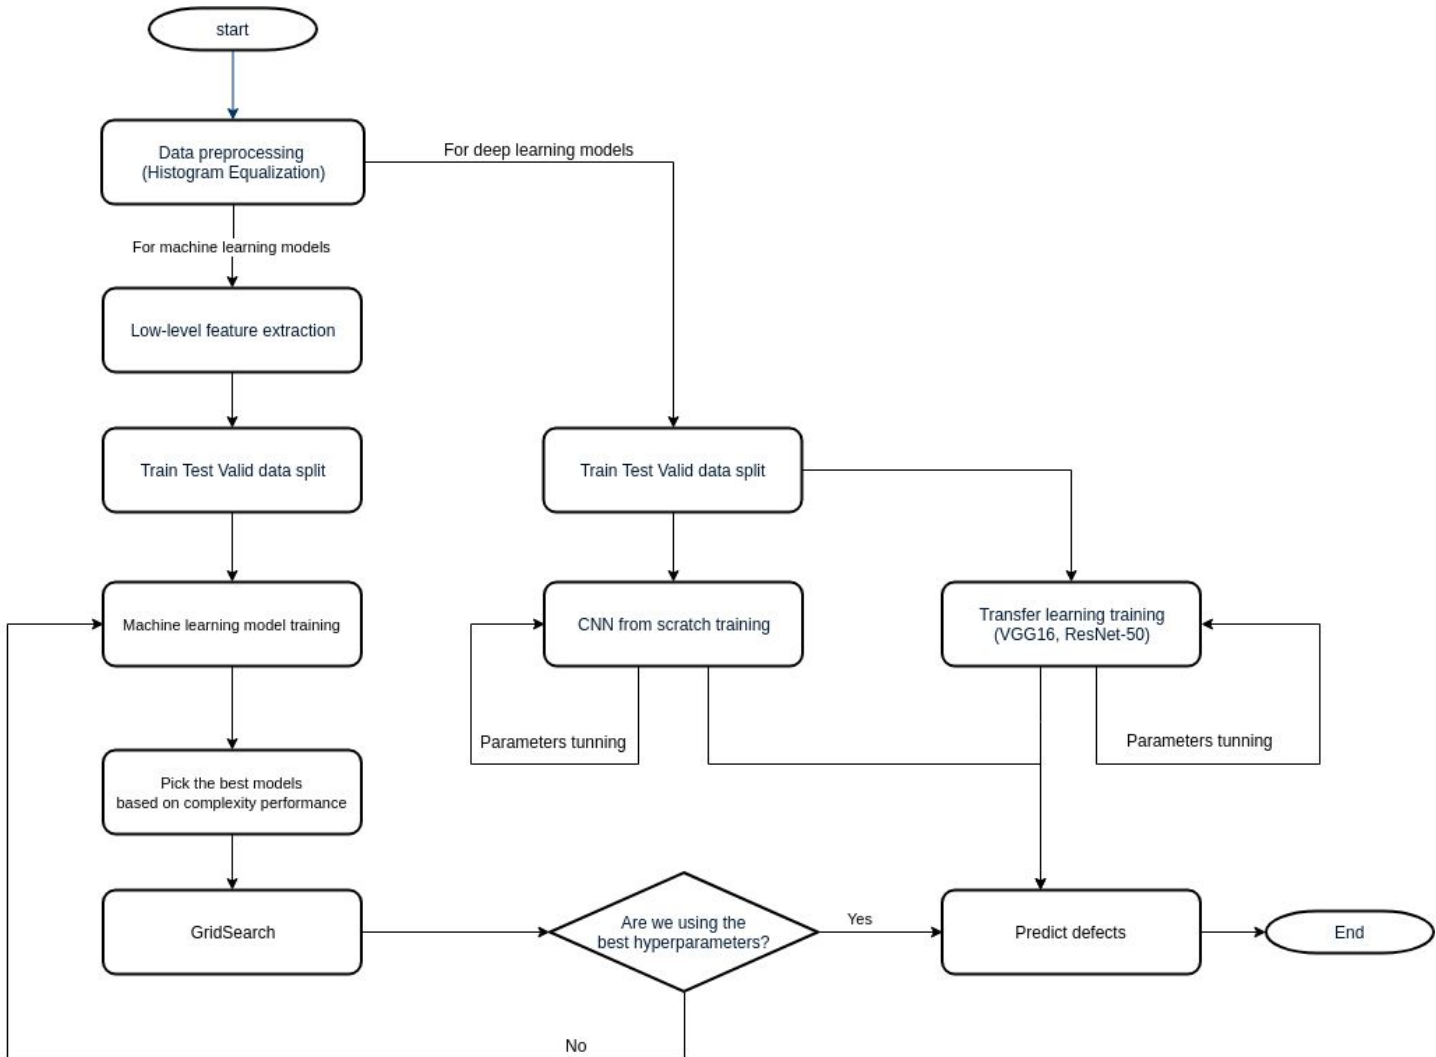 start
Data preprocessing
(Histogram Equalization)
For deep learning models
For machine learning models
Low-level feature extraction
Train Test Valid data split
Train Test Valid data split
Machine learning model training
CNN from scratch training
Transfer learning training
(VGG16, ResNet-50)
Parameters tunning
Parameters tunning
Pick the best models
based on complexity performance
GridSearch
Are we using the
best hyperparameters?
Yes
Predict defects
End
No